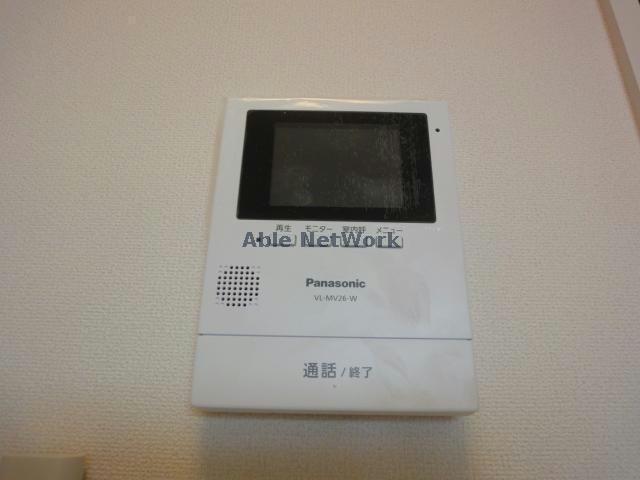 再生 モニター 室内呼 メニュー
Able NetWork
Panasonic
VL-MV26-W
通話 / 終了